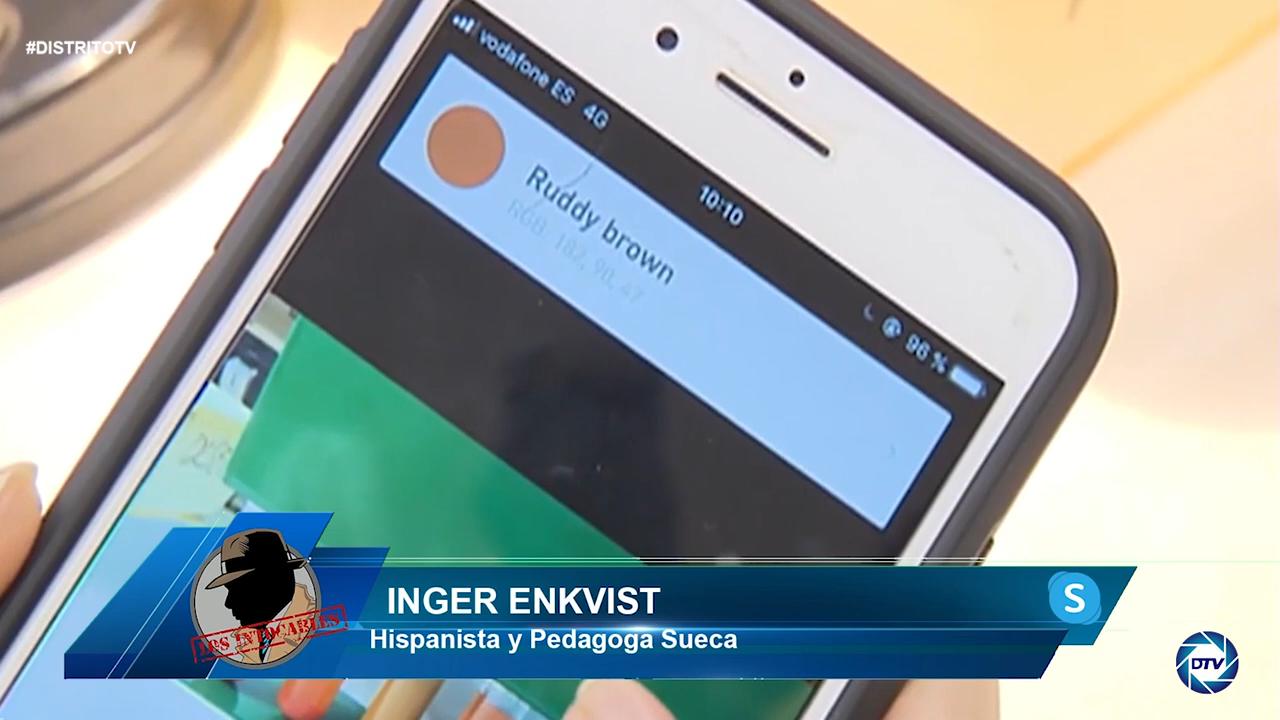 #DISTRITOTV
vodafone ES 4G
10:10
96 %
Ruddy brown
RGB: 182, 90, 47
INGER ENKVIST
Hispanista y Pedagoga Sueca
LOS INTOCABLES
S
DTV